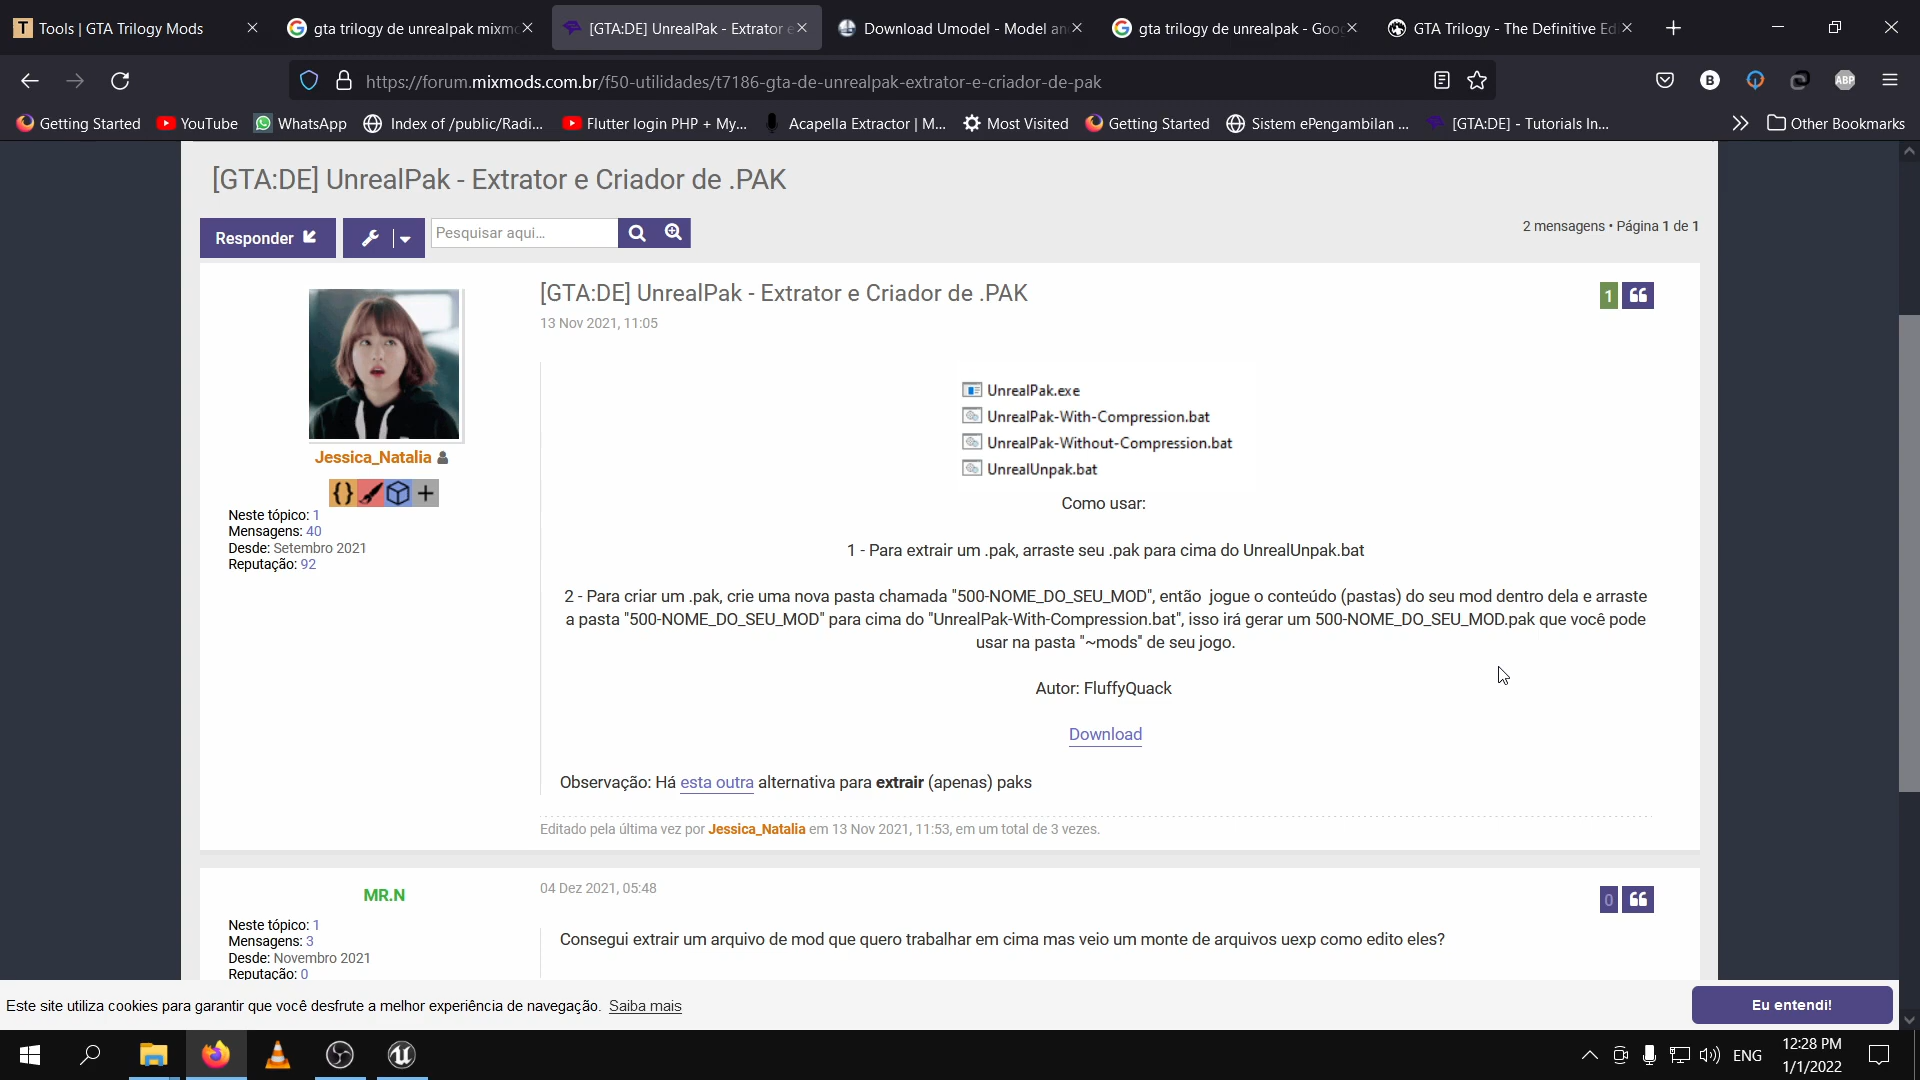 Tools | GTA Trilogy Mods
gta trilogy de unrealpak mixm
[GTA:DE] UnrealPak - Extrator e
Download Umodel - Model an
gta trilogy de unrealpak - Goo
GTA Trilogy - The Definitive Ed
https://forum.mixmods.com.br/f50-utilidades/t7186-gta-de-unrealpak-extrator-e-criador-de-pak
B
ABP
Getting Started
YouTube
WhatsApp
Index of /public/Radi...
Flutter login PHP + My...
Acapella Extractor | M...
Most Visited
Getting Started
Sistem ePengambilan ...
[GTA:DE] - Tutorials In...
Other Bookmarks
[GTA:DE] UnrealPak - Extrator e Criador de .PAK
Responder
Pesquisar aqui...
2 mensagens • Página 1 de 1
[GTA:DE] UnrealPak - Extrator e Criador de .PAK
1
13 Nov 2021, 11:05
Jessica_Natalia
Neste tópico: 1
Mensagens: 40
Desde: Setembro 2021
Reputação: 92
UnrealPak.exe
UnrealPak-With-Compression.bat
UnrealPak-Without-Compression.bat
UnrealUnpak.bat
Como usar:
1 - Para extrair um .pak, arraste seu .pak para cima do UnrealUnpak.bat
2 - Para criar um .pak, crie uma nova pasta chamada "500-NOME_DO_SEU_MOD", então jogue o conteúdo (pastas) do seu mod dentro dela e arraste
a pasta "500-NOME_DO_SEU_MOD" para cima do "UnrealPak-With-Compression.bat", isso irá gerar um 500-NOME_DO_SEU_MOD.pak que você pode
usar na pasta "~mods" de seu jogo.
Autor: FluffyQuack
Download
Observação: Há esta outra alternativa para extrair (apenas) paks
Editado pela última vez por Jessica_Natalia em 13 Nov 2021, 11:53, em um total de 3 vezes.
MR.N
Neste tópico: 1
Mensagens: 3
Desde: Novembro 2021
Reputação: 0
04 Dez 2021, 05:48
0
Consegui extrair um arquivo de mod que quero trabalhar em cima mas veio um monte de arquivos uexp como edito eles?
Este site utiliza cookies para garantir que você desfrute a melhor experiência de navegação. Saiba mais
Eu entendi!
ENG
12:28 PM
1/1/2022